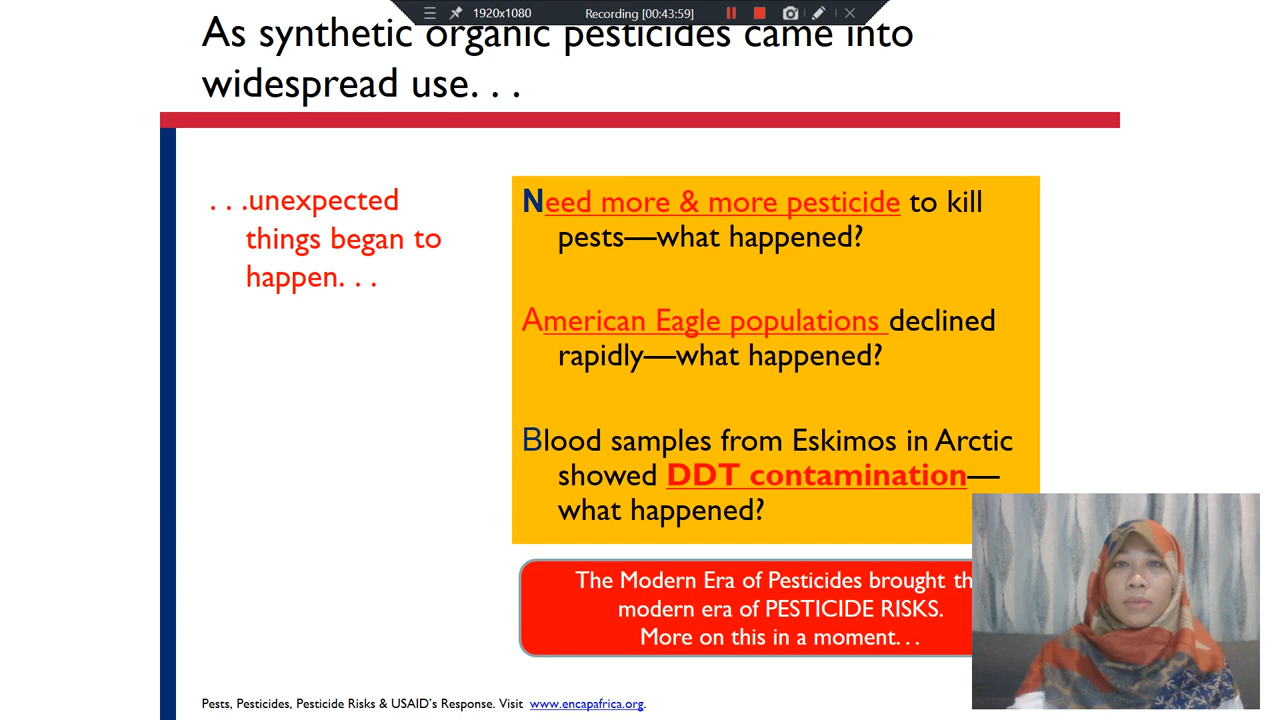 1920x1080
Recording [00:43:59]
As synthetic organic pesticides came into
widespread use. . .
. . .unexpected
things began to
happen. . .
Need more & more pesticide to kill
pests—what happened?
American Eagle populations declined
rapidly—what happened?
Blood samples from Eskimos in Arctic
showed DDT contamination—
what happened?
The Modern Era of Pesticides brought th
modern era of PESTICIDE RISKS.
More on this in a moment. . .
Pests, Pesticides, Pesticide Risks & USAID's Response. Visit www.encapafrica.org.